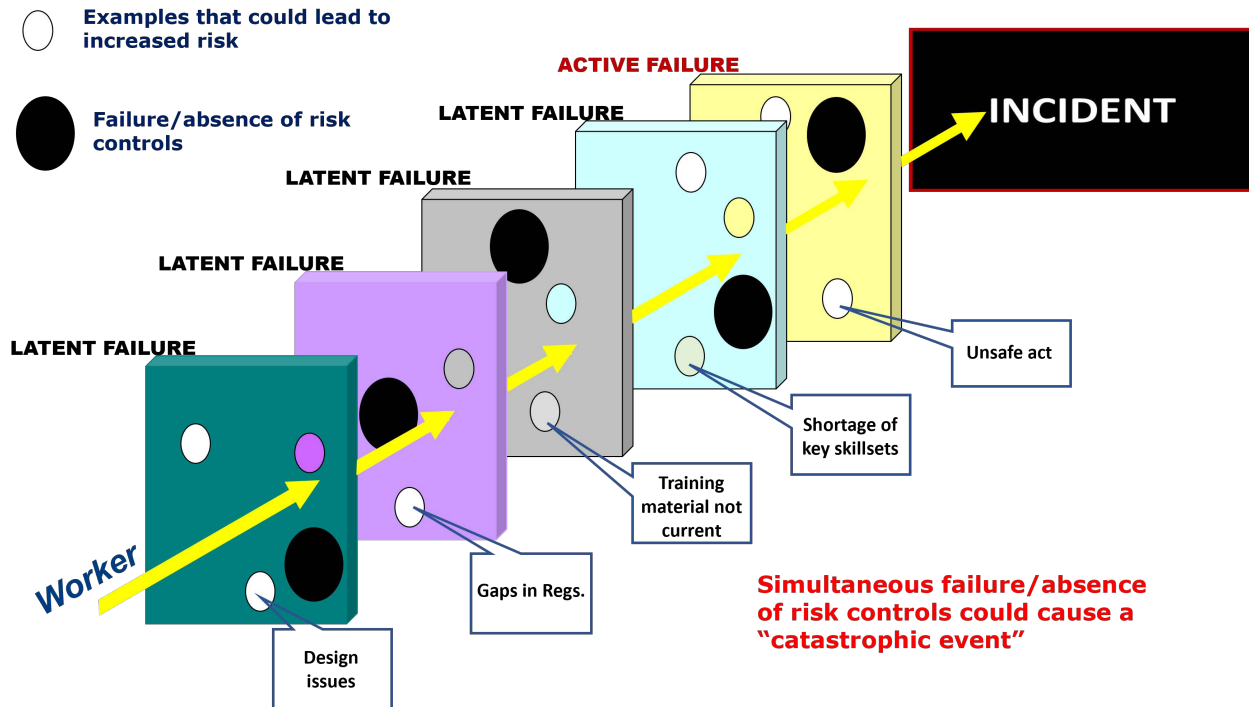 Examples that could lead to
increased risk
Failure/absence of risk
controls
ACTIVE FAILURE
LATENT FAILURE
LATENT FAILURE
LATENT FAILURE
LATENT FAILURE
INCIDENT
Worker
Design
issues
Gaps in Regs.
Training
material not
current
Shortage of
key skillsets
Unsafe act
Simultaneous failure/absence
of risk controls could cause a
“catastrophic event”